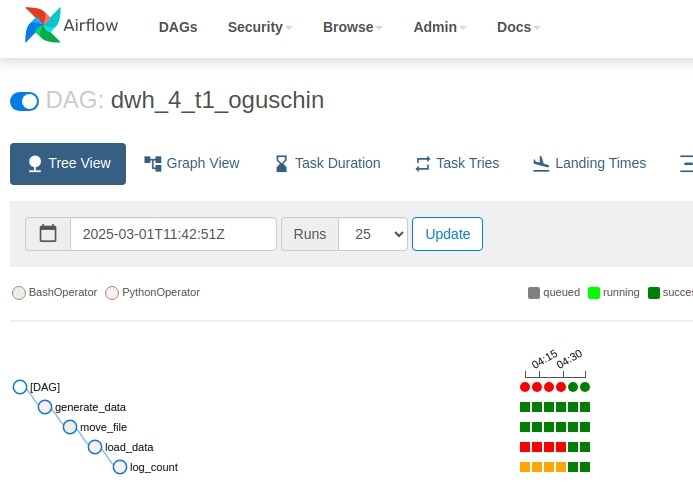 Airflow DAGs Security Browse Admin Docs
DAG: dwh_4_t1_oguschin
Tree View Graph View Task Duration Task Tries Landing Times
2025-03-01T11:42:51Z Runs 25 Update
BashOperator PythonOperator queued running succes
04:15 04:30
[DAG]
generate_data
move_file
load_data
log_count